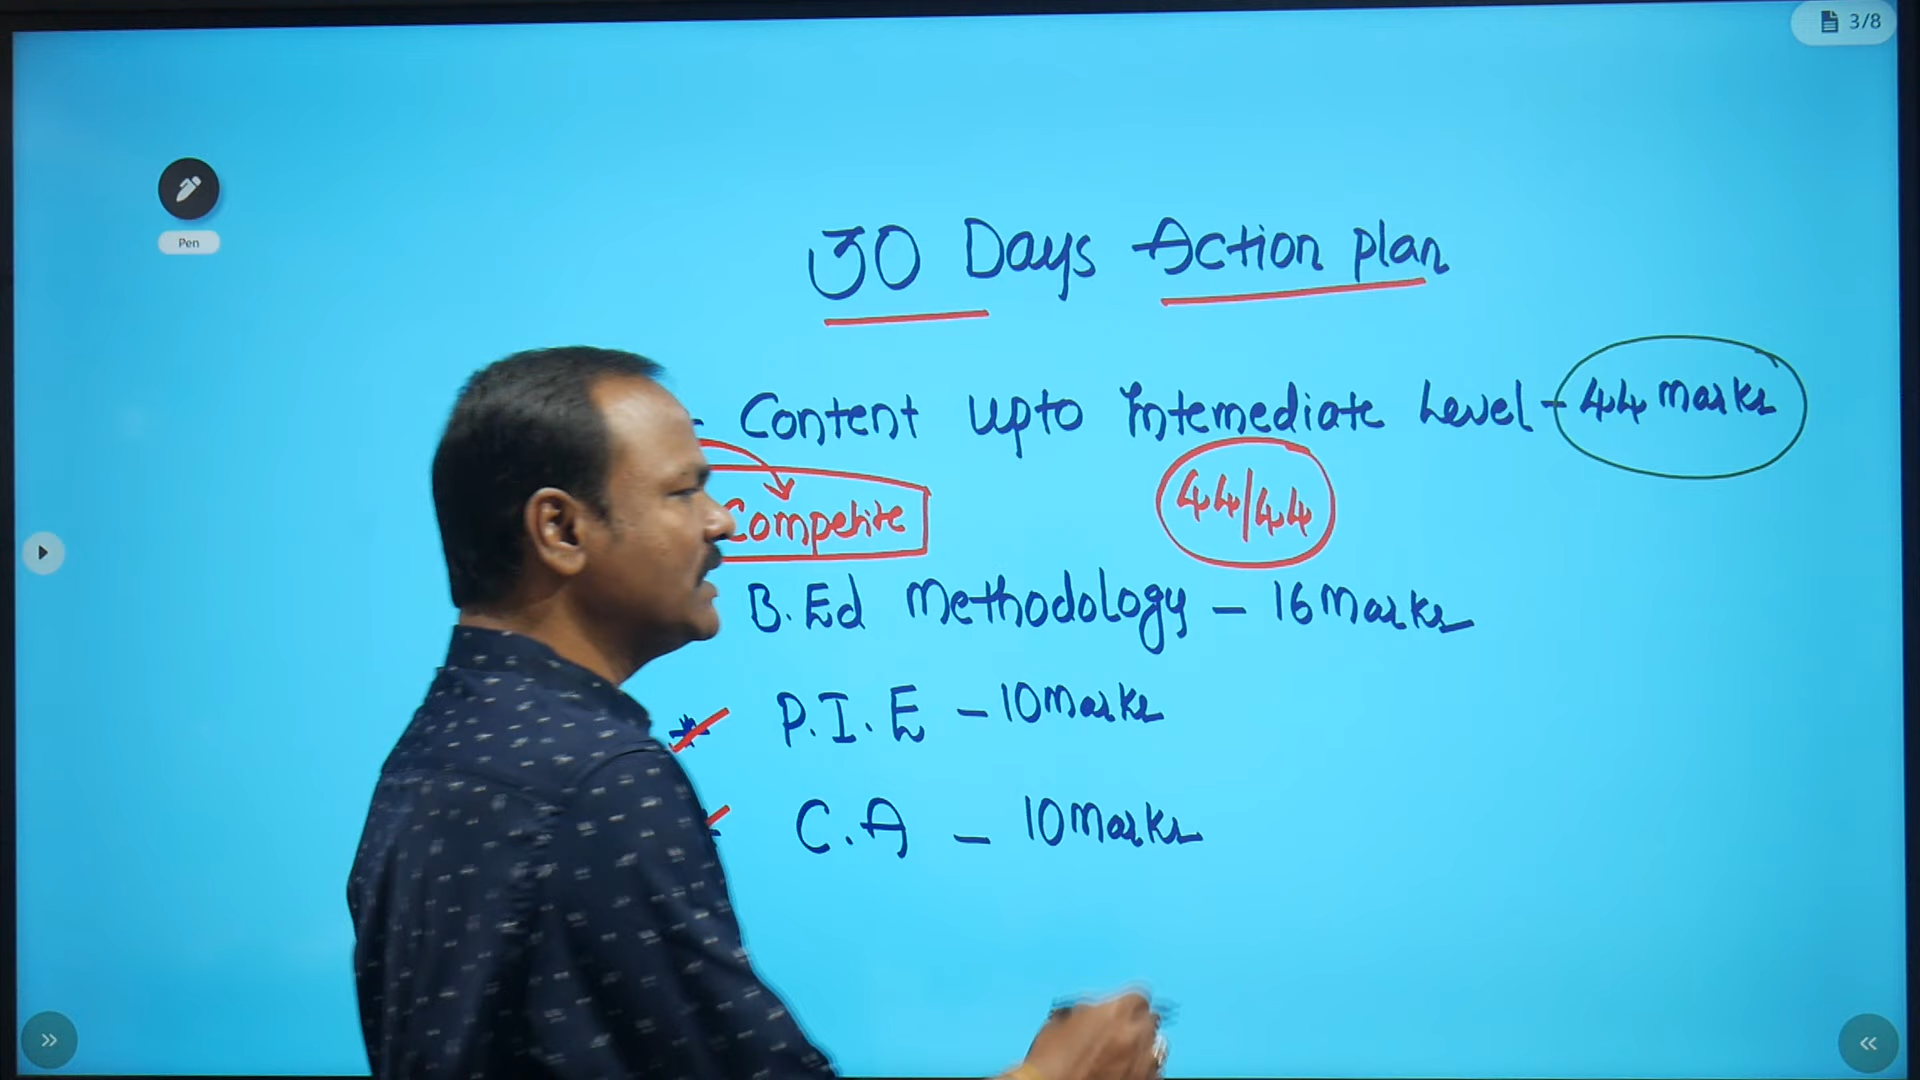 3/8
Pen
30 Days Action plan
- Content upto Intemediate Level - 44 marks
Competite 44/44
B.Ed Methodology - 16 Marks
* P.I.E - 10 Marks
C.A - 10 Marks